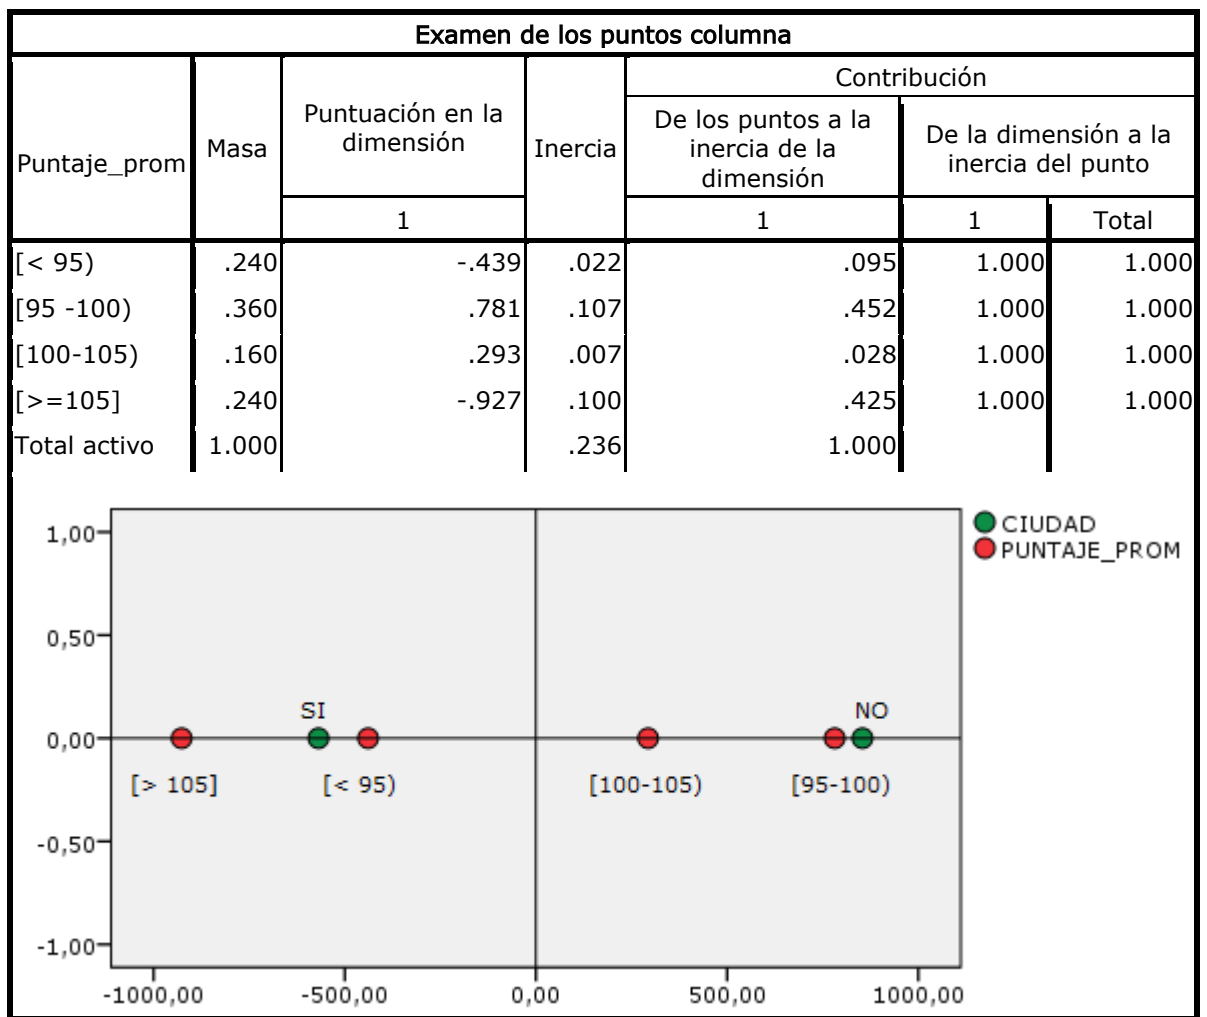 Examen de los puntos columna
Puntaje_prom Masa Puntuación en la dimensión Inercia Contribución
De los puntos a la inercia de la dimensión De la dimensión a la inercia del punto
1 1 1 Total
[< 95) .240 -.439 .022 .095 1.000 1.000
[95 -100) .360 .781 .107 .452 1.000 1.000
[100-105) .160 .293 .007 .028 1.000 1.000
[>=105] .240 -.927 .100 .425 1.000 1.000
Total activo 1.000 .236 1.000
CIUDAD
PUNTAJE_PROM
1,00
0,50
SI NO
0,00
[> 105] [< 95) [100-105) [95-100)
-0,50
-1,00
-1000,00 -500,00 0,00 500,00 1000,00